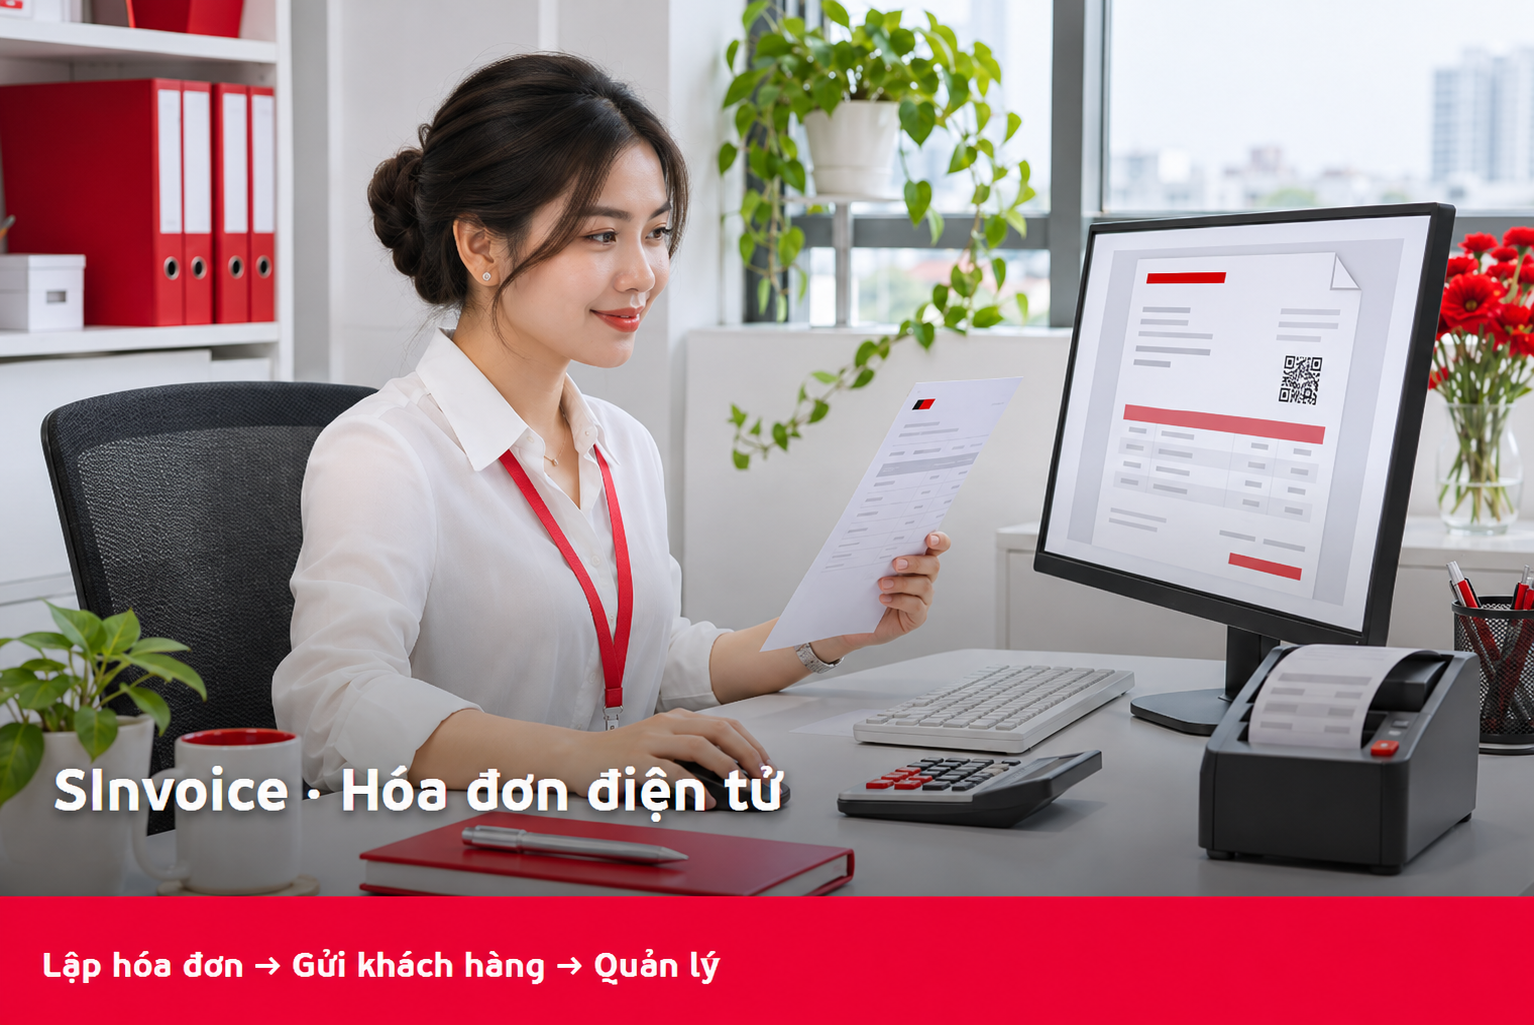 SInvoice · Hóa đơn điện tử
Lập hóa đơn → Gửi khách hàng → Quản lý